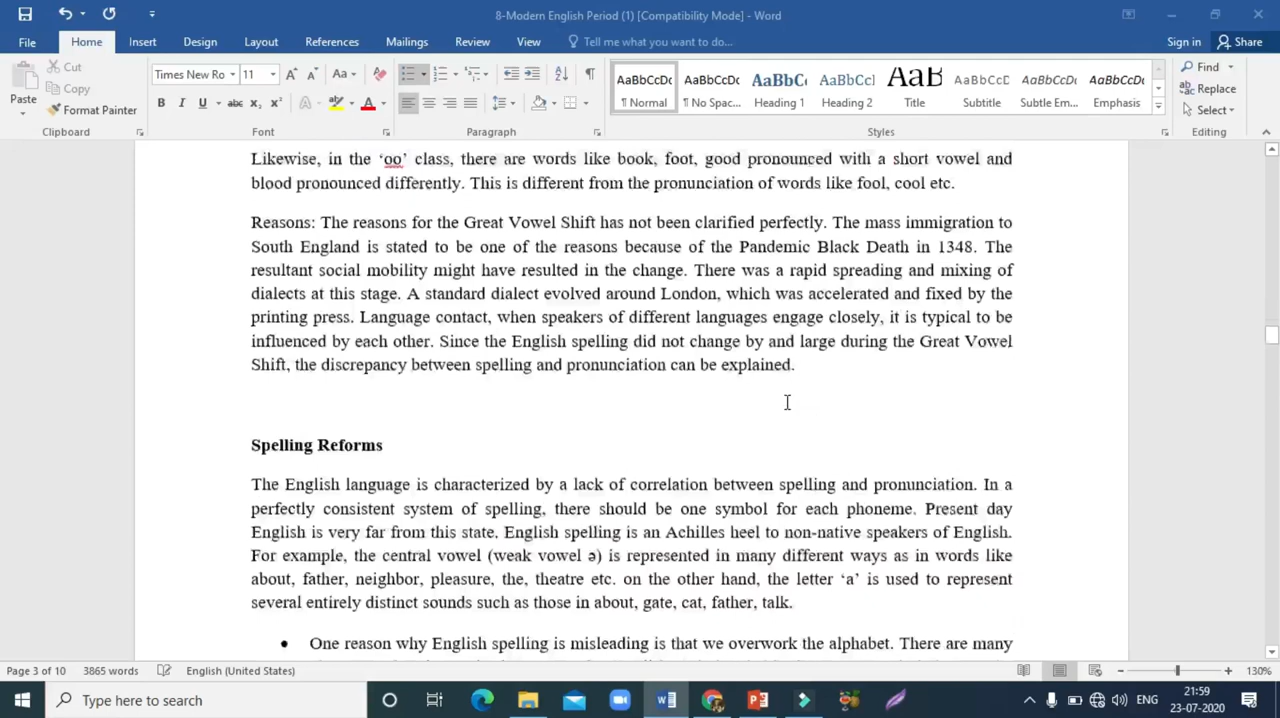 8-Modern English Period (1) [Compatibility Mode] - Word
File Home Insert Design Layout References Mailings Review View Tell me what you want to do... Sign in Share
Cut
Copy
Format Painter
Paste
Clipboard
Times New Ro 11
Font
Paragraph
AaBbCcDc AaBbCcDc AaBbCc AaBbCcl AaB AaBbCcD AaBbCcDt AaBbCcDt
¶ Normal ¶ No Spac... Heading 1 Heading 2 Title Subtitle Subtle Em... Emphasis
Styles
Find
Replace
Select
Editing
Likewise, in the ‘oo’ class, there are words like book, foot, good pronounced with a short vowel and
blood pronounced differently. This is different from the pronunciation of words like fool, cool etc.
Reasons: The reasons for the Great Vowel Shift has not been clarified perfectly. The mass immigration to
South England is stated to be one of the reasons because of the Pandemic Black Death in 1348. The
resultant social mobility might have resulted in the change. There was a rapid spreading and mixing of
dialects at this stage. A standard dialect evolved around London, which was accelerated and fixed by the
printing press. Language contact, when speakers of different languages engage closely, it is typical to be
influenced by each other. Since the English spelling did not change by and large during the Great Vowel
Shift, the discrepancy between spelling and pronunciation can be explained.
Spelling Reforms
The English language is characterized by a lack of correlation between spelling and pronunciation. In a
perfectly consistent system of spelling, there should be one symbol for each phoneme. Present day
English is very far from this state. English spelling is an Achilles heel to non-native speakers of English.
For example, the central vowel (weak vowel ə) is represented in many different ways as in words like
about, father, neighbor, pleasure, the, theatre etc. on the other hand, the letter ‘a’ is used to represent
several entirely distinct sounds such as those in about, gate, cat, father, talk.
• One reason why English spelling is misleading is that we overwork the alphabet. There are many
Page 3 of 10 3865 words English (United States) 130%
Type here to search
ENG
21:59
23-07-2020